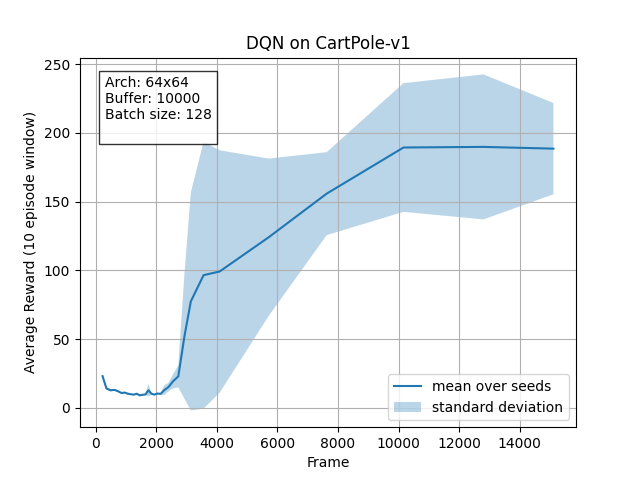 DQN on CartPole-v1
Average Reward (10 episode window)
250
200
150
100
50
0
Arch: 64x64
Buffer: 10000
Batch size: 128
mean over seeds
standard deviation
0 2000 4000 6000 8000 10000 12000 14000
Frame